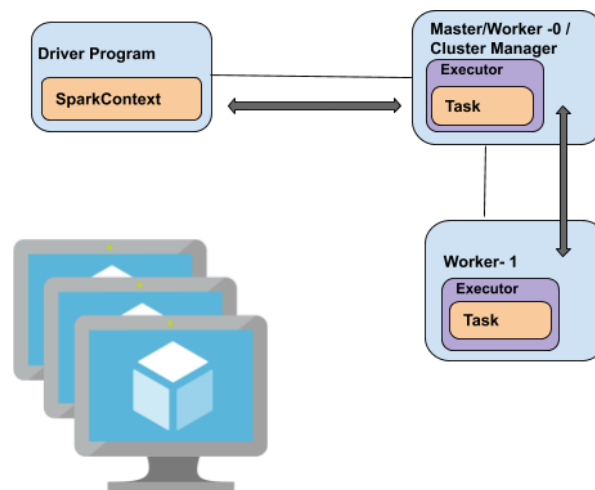 Driver Program
SparkContext
Master/Worker -0 /
Cluster Manager
Executor
Task
Worker- 1
Executor
Task